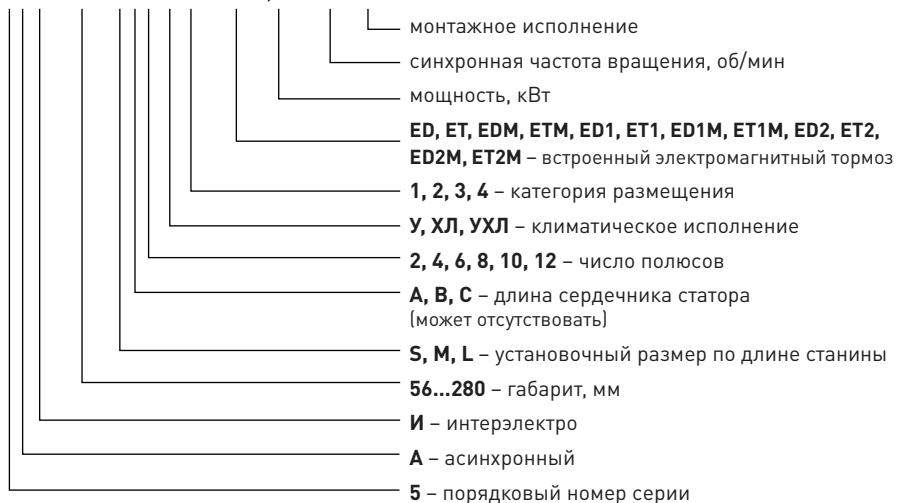 монтажное исполнение
синхронная частота вращения, об/мин
мощность, кВт
ED, ET, EDM, ETM, ED1, ET1, ED1M, ET1M, ED2, ET2,
ED2M, ET2M – встроенный электромагнитный тормоз
1, 2, 3, 4 – категория размещения
У, ХЛ, УХЛ – климатическое исполнение
2, 4, 6, 8, 10, 12 – число полюсов
А, В, С – длина сердечника статора
(может отсутствовать)
S, M, L – установочный размер по длине станины
56...280 – габарит, мм
И – интерэлектро
А – асинхронный
5 – порядковый номер серии